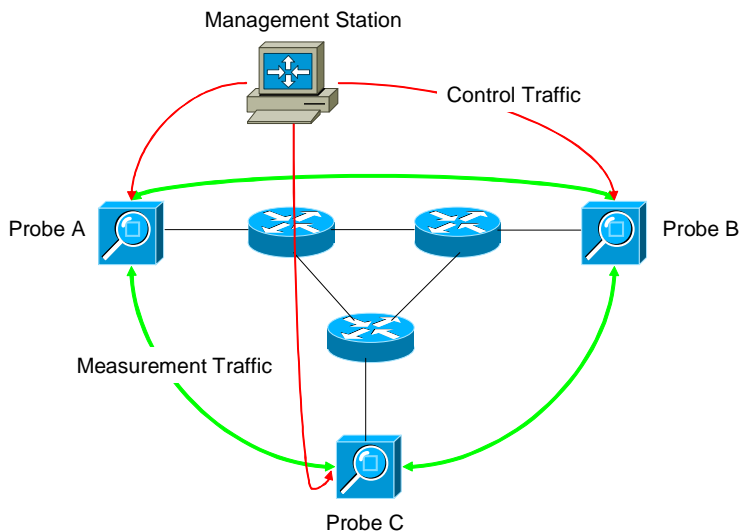 Management Station
Control Traffic
Probe A
Probe B
Measurement Traffic
Probe C